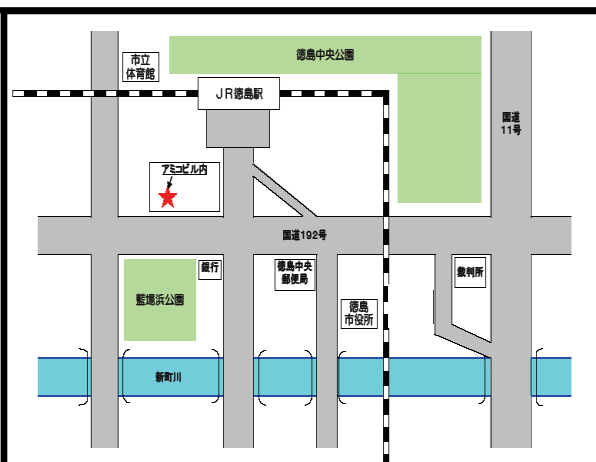 徳島中央公園
市立
体育館
JR徳島駅
国道
11号
アミコビル内
国道192号
銀行
徳島中央
郵便局
裁判所
藍場浜公園
徳島
市役所
新町川